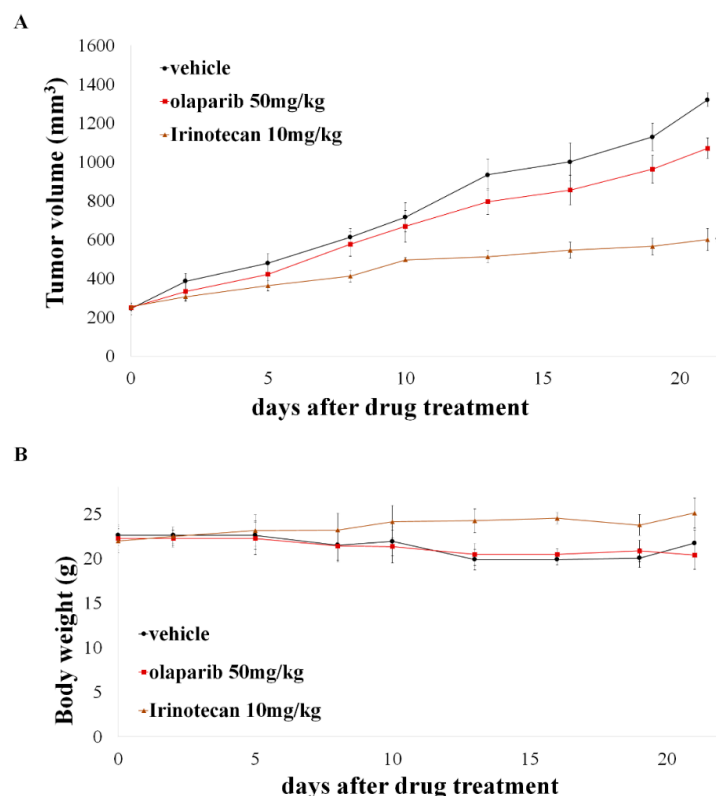 A
1600
1400
1200
1000
800
600
400
200
0
Tumor volume (mm³)
vehicle
olaparib 50mg/kg
Irinotecan 10mg/kg
0 5 10 15 20
days after drug treatment
B
25
20
15
10
5
0
Body weight (g)
vehicle
olaparib 50mg/kg
Irinotecan 10mg/kg
0 5 10 15 20
days after drug treatment